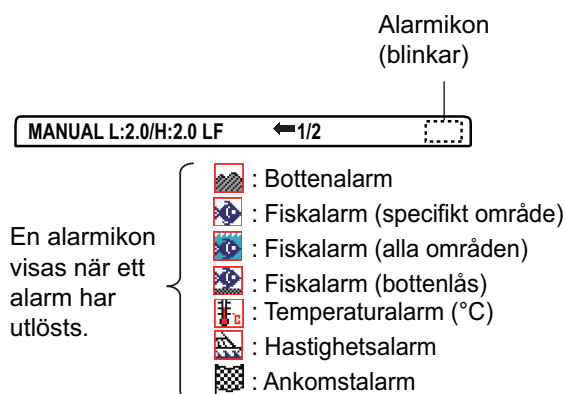 Alarmikon
(blinkar)
MANUAL L:2.0/H:2.0 LF ⬅1/2
En alarmikon
visas när ett
alarm har
utlösts.
: Bottenalarm
: Fiskalarm (specifikt område)
: Fiskalarm (alla områden)
: Fiskalarm (bottenlås)
: Temperaturalarm (°C)
: Hastighetsalarm
: Ankomstalarm